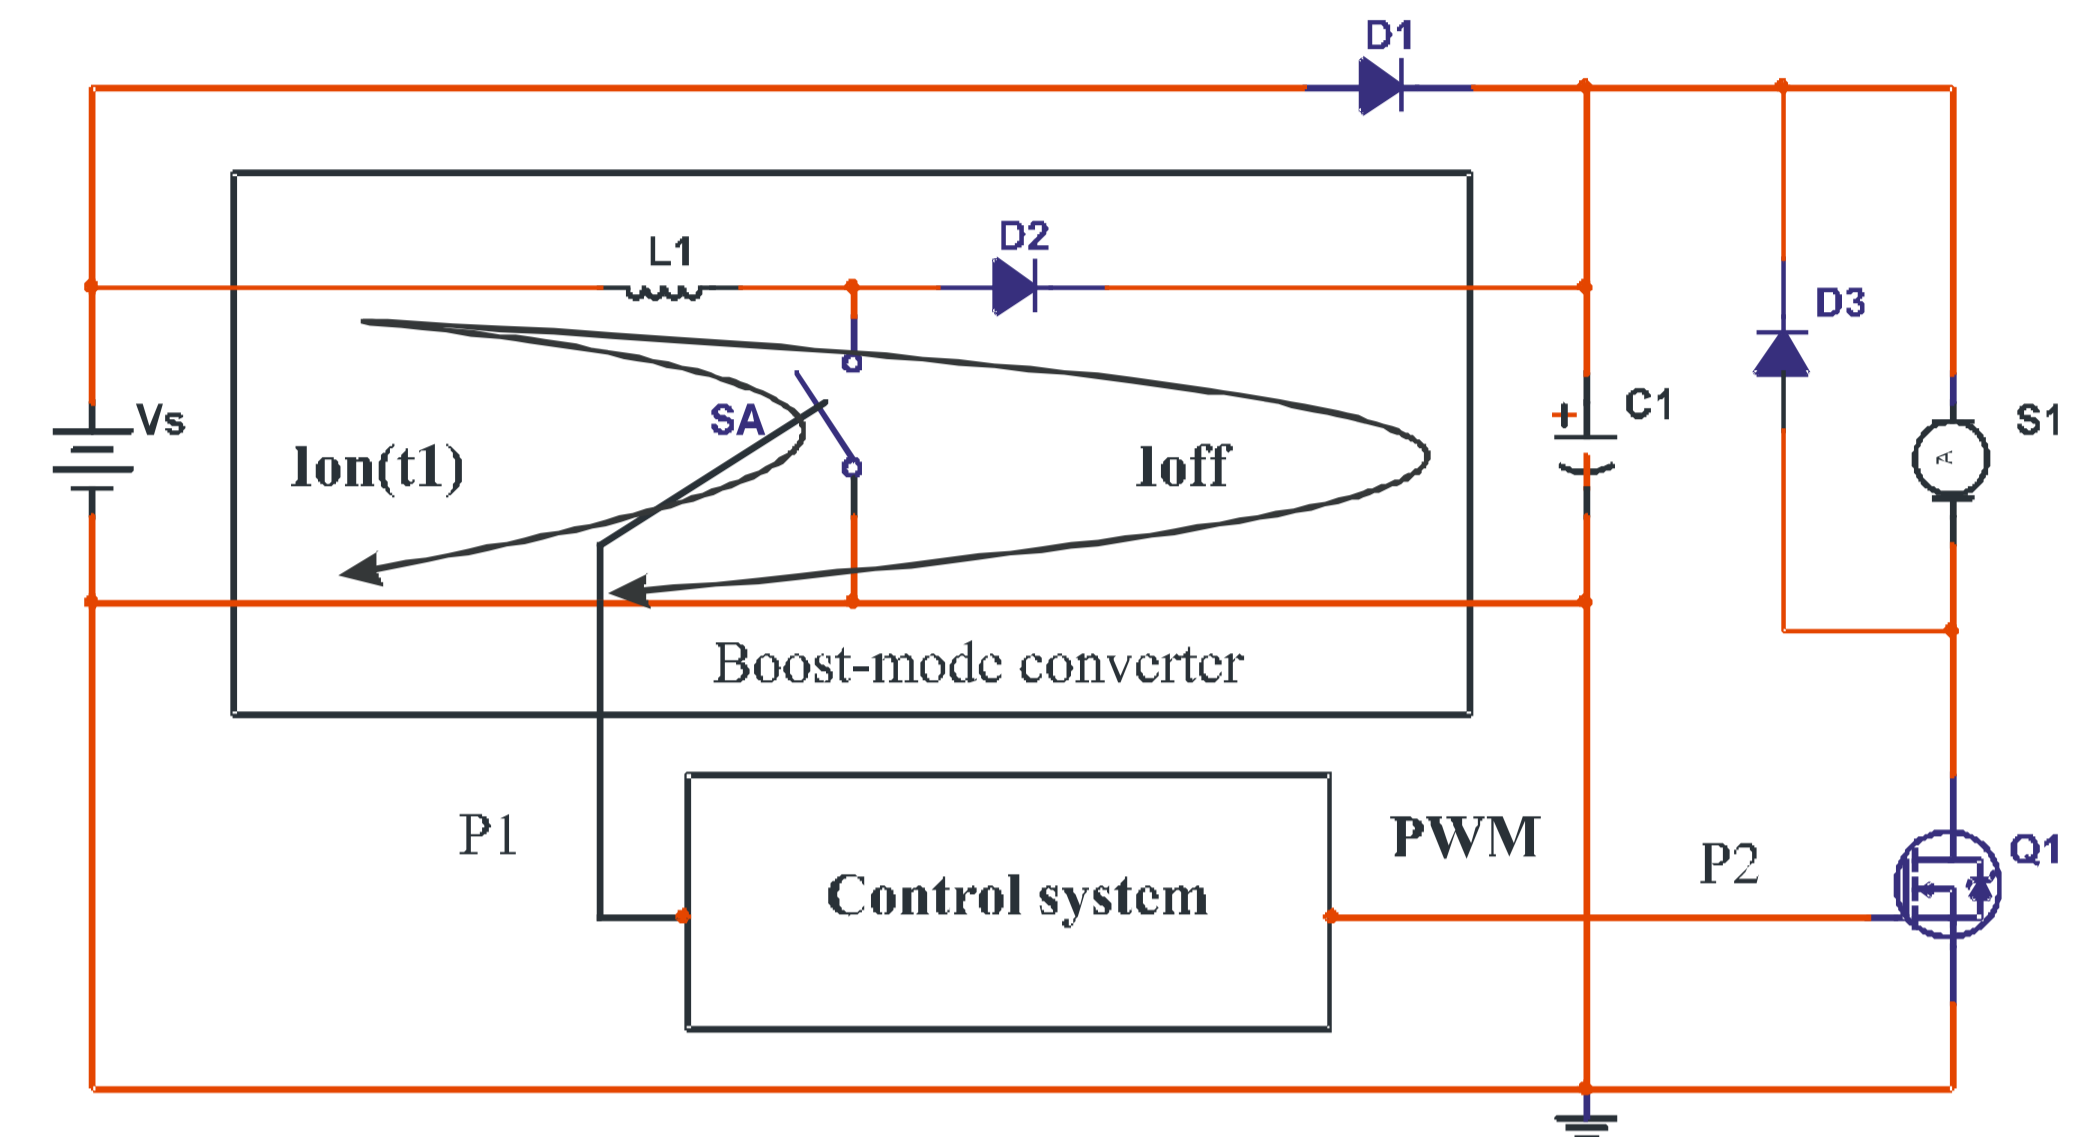 D1
D2
L1
D3
Vs
SA
C1
S1
A
+
Ion(t1)
Ioff
Boost-mode converter
P1
PWM
P2
Q1
Control system